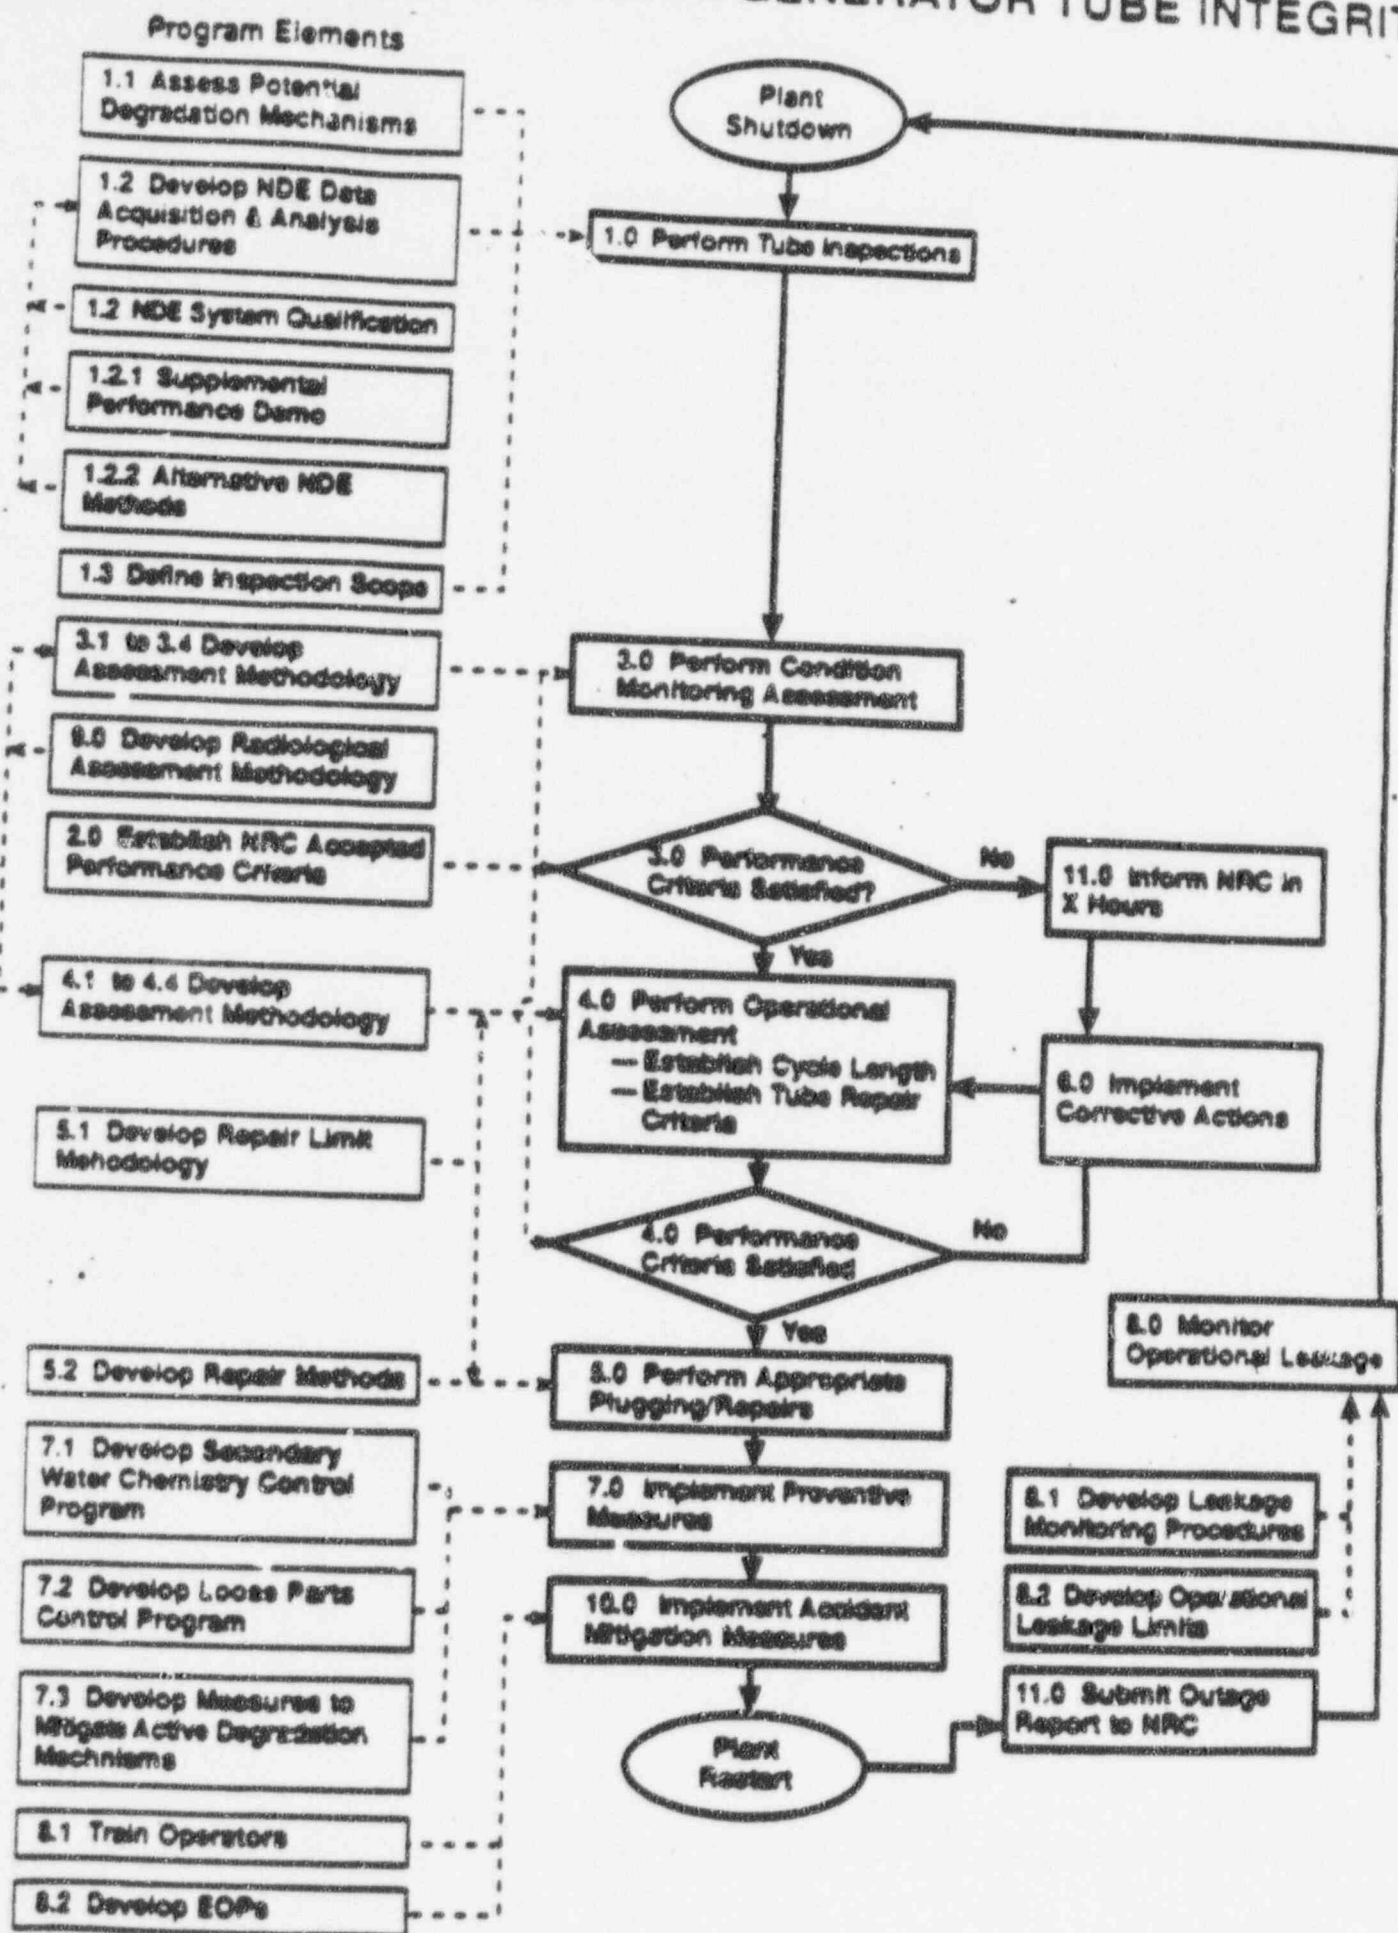 GENERATOR TUBE INTEGRIT
Program Elements
1.1 Assess Potential
Degradation Mechanisms
1.2 Develop NDE Data
Acquisition & Analysis
Procedures
1.2 NDE System Qualification
1.2.1 Supplemental
Performance Demo
1.2.2 Alternative NDE
Methods
1.3 Define Inspection Scope
3.1 to 3.4 Develop
Assessment Methodology
9.0 Develop Radiological
Assessment Methodology
2.0 Establish NRC Accepted
Performance Criteria
4.1 to 4.4 Develop
Assessment Methodology
5.1 Develop Repair Limit
Mehodology
5.2 Develop Repair Methods
7.1 Develop Secondary
Water Chemistry Control
Program
7.2 Develop Loose Parts
Control Program
7.3 Develop Measures to
Mitigate Active Degradation
Mechnisms
8.1 Train Operators
8.2 Develop EOPs
Plant
Shutdown
1.0 Perform Tube Inspections
3.0 Perform Condition
Monitoring Assessment
3.0 Performance
Criteria Satisfied?
No
11.0 Inform NRC in
X Hours
Yes
4.0 Perform Operational
Assessment
— Establish Cycle Length
— Establish Tube Repair
Criteria
6.0 Implement
Corrective Actions
4.0 Performance
Criteria Satisfied
No
Yes
5.0 Perform Appropriate
Plugging/Repairs
7.0 Implement Preventive
Measures
10.0 Implement Accident
Mitigation Measures
Plant
Restart
8.0 Monitor
Operational Leakage
8.1 Develop Leakage
Monitoring Procedures
8.2 Develop Operational
Leakage Limits
11.0 Submit Outage
Report to NRC